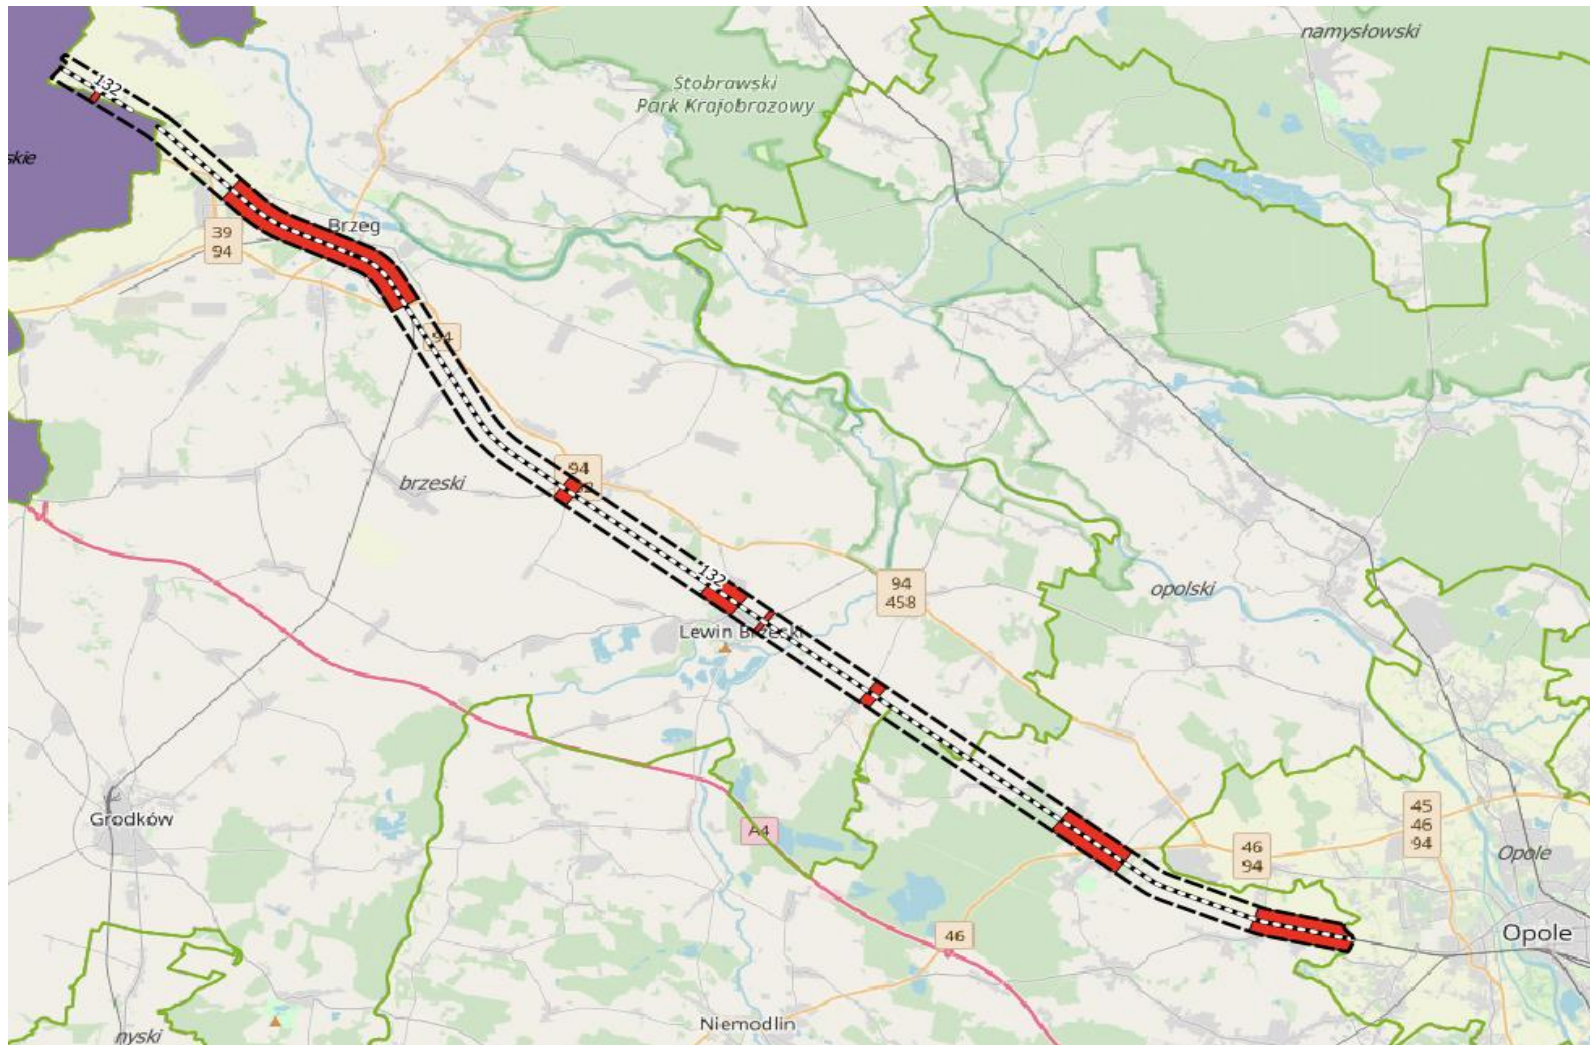 namysłowski
Stobrawski
Park Krajobrazowy
132
skie
Brzeg
39
94
94
94
brzeski
132
94
458
opolski
Lewin Brzeski
Grodków
A4
45
46
94
46
94
Opole
46
Opole
Niemodlin
nyski